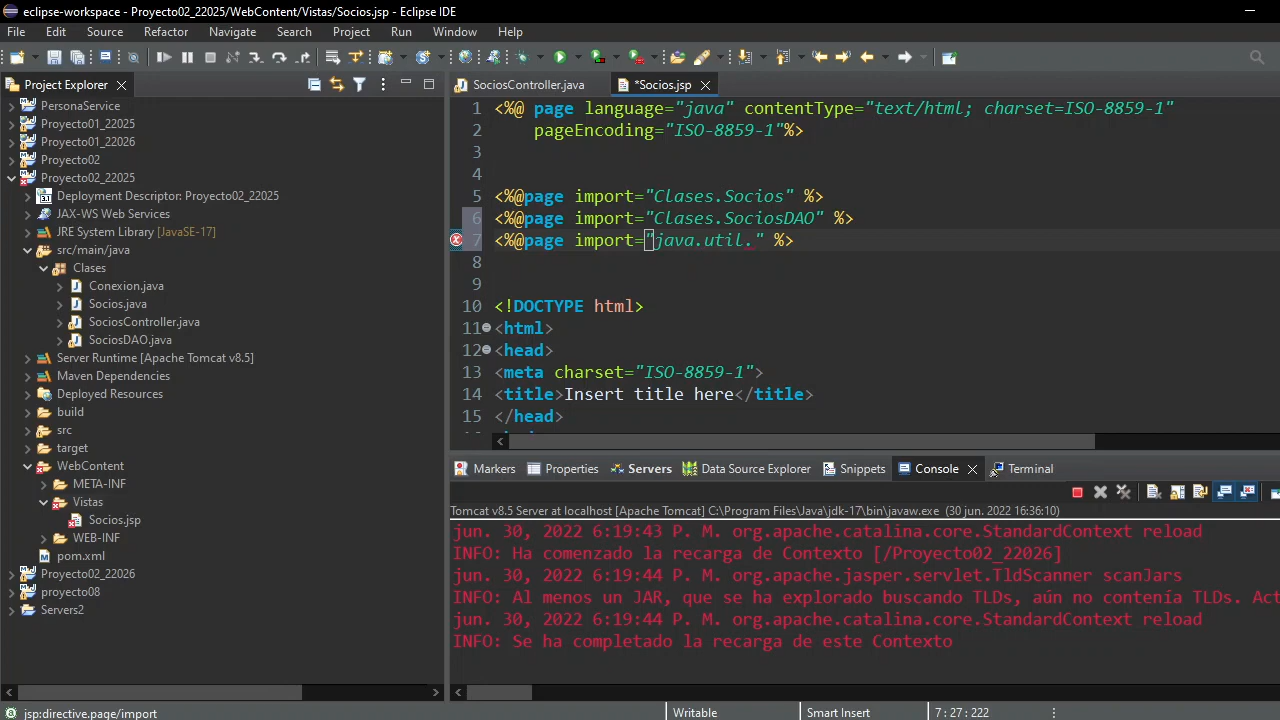 eclipse-workspace - Proyecto02_22025/WebContent/Vistas/Socios.jsp - Eclipse IDE
File Edit Source Refactor Navigate Search Project Run Window Help
Project Explorer
PersonaService
Proyecto01_22025
Proyecto01_22026
Proyecto02
Proyecto02_22025
Deployment Descriptor: Proyecto02_22025
JAX-WS Web Services
JRE System Library [JavaSE-17]
src/main/java
Clases
Conexion.java
Socios.java
SociosController.java
SociosDAO.java
Server Runtime [Apache Tomcat v8.5]
Maven Dependencies
Deployed Resources
build
src
target
WebContent
META-INF
Vistas
Socios.jsp
WEB-INF
pom.xml
Proyecto02_22026
proyecto08
Servers2
SociosController.java *Socios.jsp
1 <%@ page language="java" contentType="text/html; charset=ISO-8859-1"
2 pageEncoding="ISO-8859-1"%>
3
4
5 <%@page import="Clases.Socios" %>
6 <%@page import="Clases.SociosDAO" %>
7 <%@page import="java.util." %>
8
9
10 <!DOCTYPE html>
11 <html>
12 <head>
13 <meta charset="ISO-8859-1">
14 <title>Insert title here</title>
15 </head>
Markers Properties Servers Data Source Explorer Snippets Console Terminal
Tomcat v8.5 Server at localhost [Apache Tomcat] C:\Program Files\Java\jdk-17\bin\javaw.exe (30 jun. 2022 16:36:10)
jun. 30, 2022 6:19:43 P. M. org.apache.catalina.core.StandardContext reload
INFO: Ha comenzado la recarga de Contexto [/Proyecto02_22026]
jun. 30, 2022 6:19:44 P. M. org.apache.jasper.servlet.TldScanner scanJars
INFO: Al menos un JAR, que se ha explorado buscando TLDs, aún no contenía TLDs. Act
jun. 30, 2022 6:19:44 P. M. org.apache.catalina.core.StandardContext reload
INFO: Se ha completado la recarga de este Contexto
jsp:directive.page/import Writable Smart Insert 7 : 27 : 222